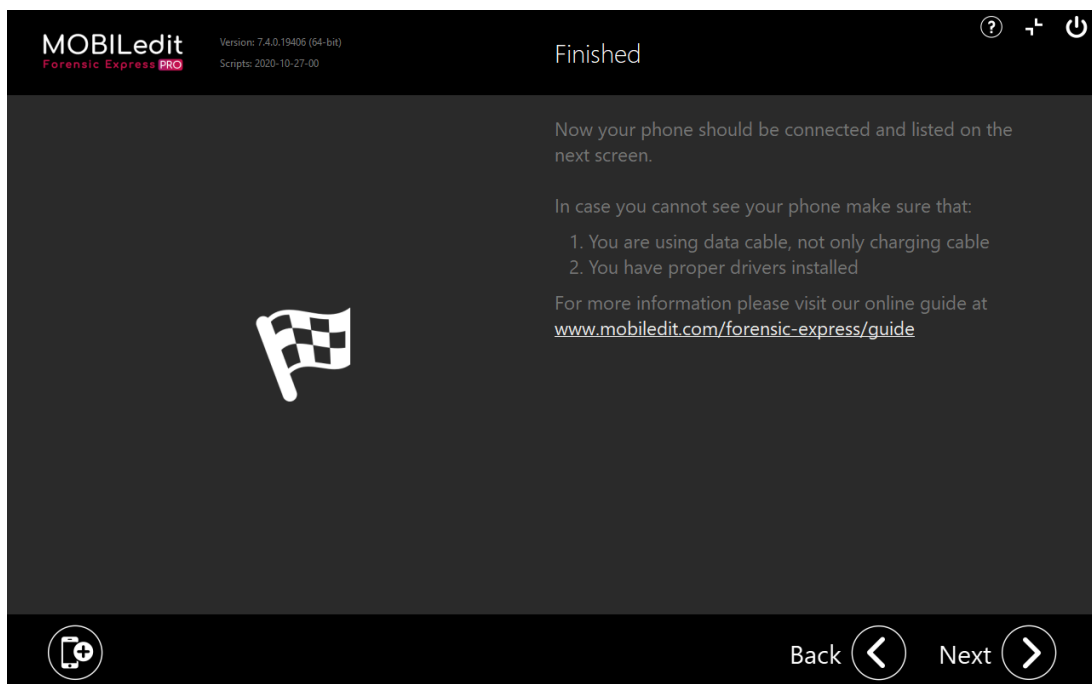 MOBILedit
Forensic Express PRO
Version: 7.4.0.19406 (64-bit)
Scripts: 2020-10-27-00
Finished
?
Now your phone should be connected and listed on the
next screen.
In case you cannot see your phone make sure that:
1. You are using data cable, not only charging cable
2. You have proper drivers installed
For more information please visit our online guide at
www.mobiledit.com/forensic-express/guide
Back
Next